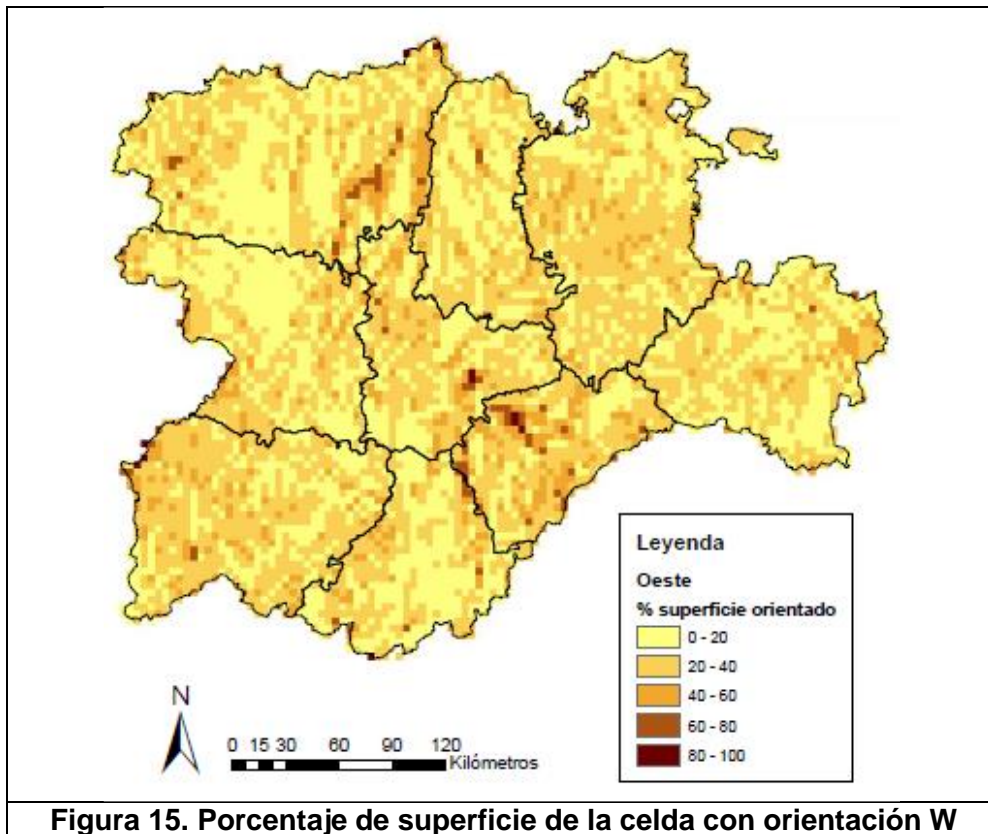 Leyenda
Oeste
% superficie orientado
0 - 20
20 - 40
40 - 60
60 - 80
80 - 100
N
0 15 30 60 90 120
Kilómetros
Figura 15. Porcentaje de superficie de la celda con orientación W